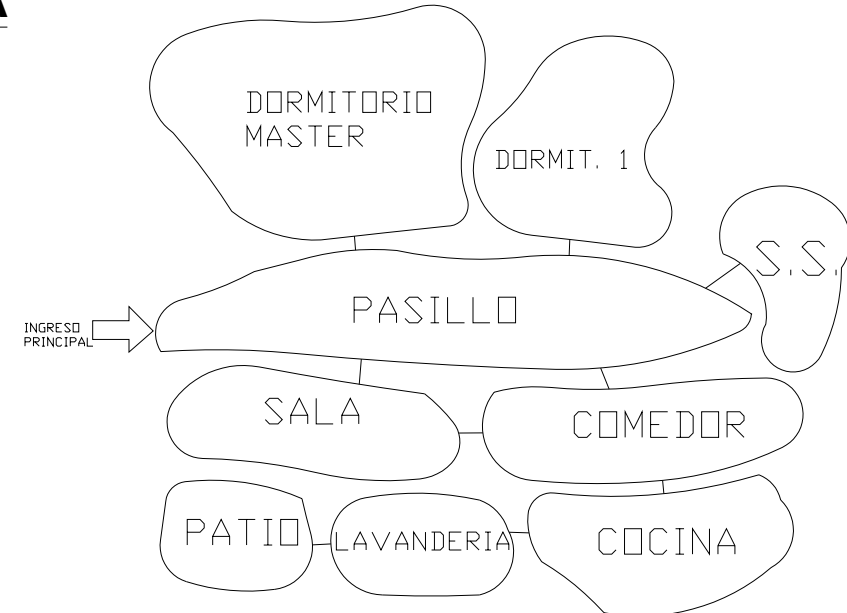 DORMITORIO
MASTER
DORMIT. 1
S.S.
PASILLO
INGRESO
PRINCIPAL
SALA
COMEDOR
PATIO
LAVANDERIA
COCINA